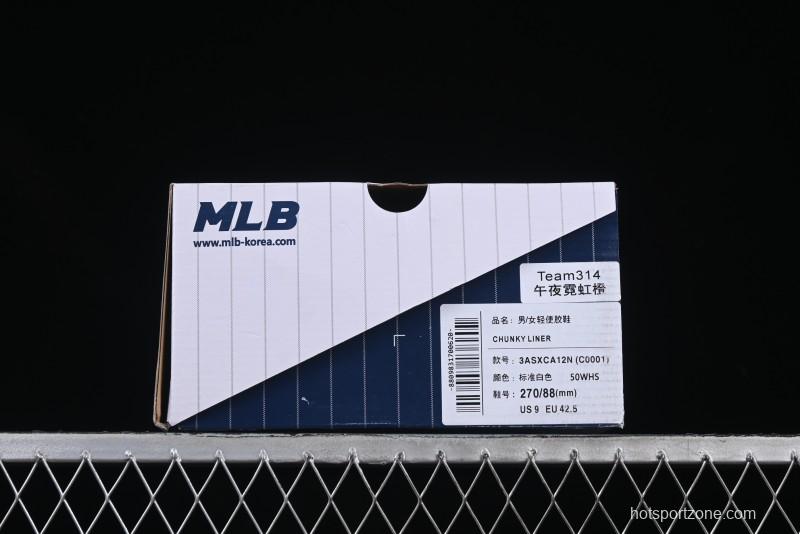 MLB
www.mlb-korea.com
Team314
午夜霓虹橙
品名: 男/女轻便胶鞋
CHUNKY LINER
款号: 3ASXCA12N (C0001)
颜色: 标准白色 50WHS
鞋号: 270/88(mm)
US 9 EU 42.5
-8809831700620-
hotsportzone.com